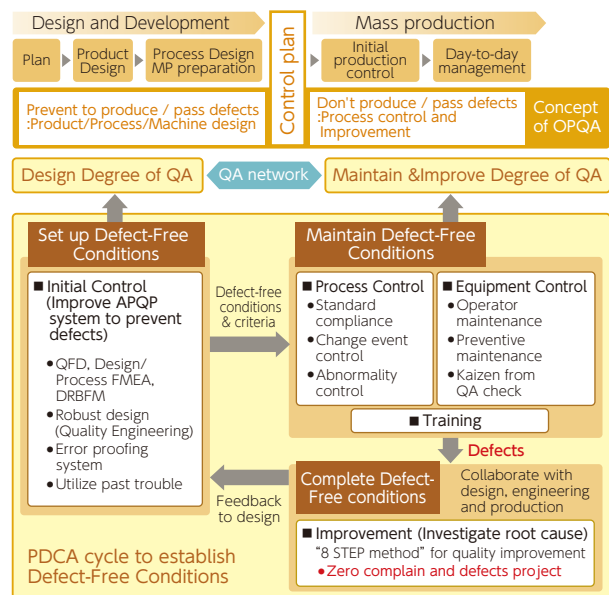 Design and Development
Mass production
Plan
Product
Design
Process Design
MP preparation
Control plan
Initial
production
control
Day-to-day
management
Prevent to produce / pass defects
:Product/Process/Machine design
Don't produce / pass defects
:Process control and
Improvement
Concept
of OPQA
Design Degree of QA
QA network
Maintain &Improve Degree of QA
Set up Defect-Free
Conditions
■ Initial Control
(Improve APQP
system to prevent
defects)
•QFD, Design/
Process FMEA,
DRBFM
•Robust design
(Quality Engineering)
•Error proofing
system
•Utilize past trouble
Defect-free
conditions
& criteria
Maintain Defect-Free
Conditions
■ Process Control
•Standard
compliance
•Change event
control
•Abnormality
control
■ Equipment Control
•Operator
maintenance
•Preventive
maintenance
•Kaizen from
QA check
■ Training
Defects
Complete Defect-
Free conditions
Collaborate with
design, engineering
and production
Feedback
to design
■ Improvement (Investigate root cause)
“8 STEP method” for quality improvement
•Zero complain and defects project
PDCA cycle to establish
Defect-Free Conditions